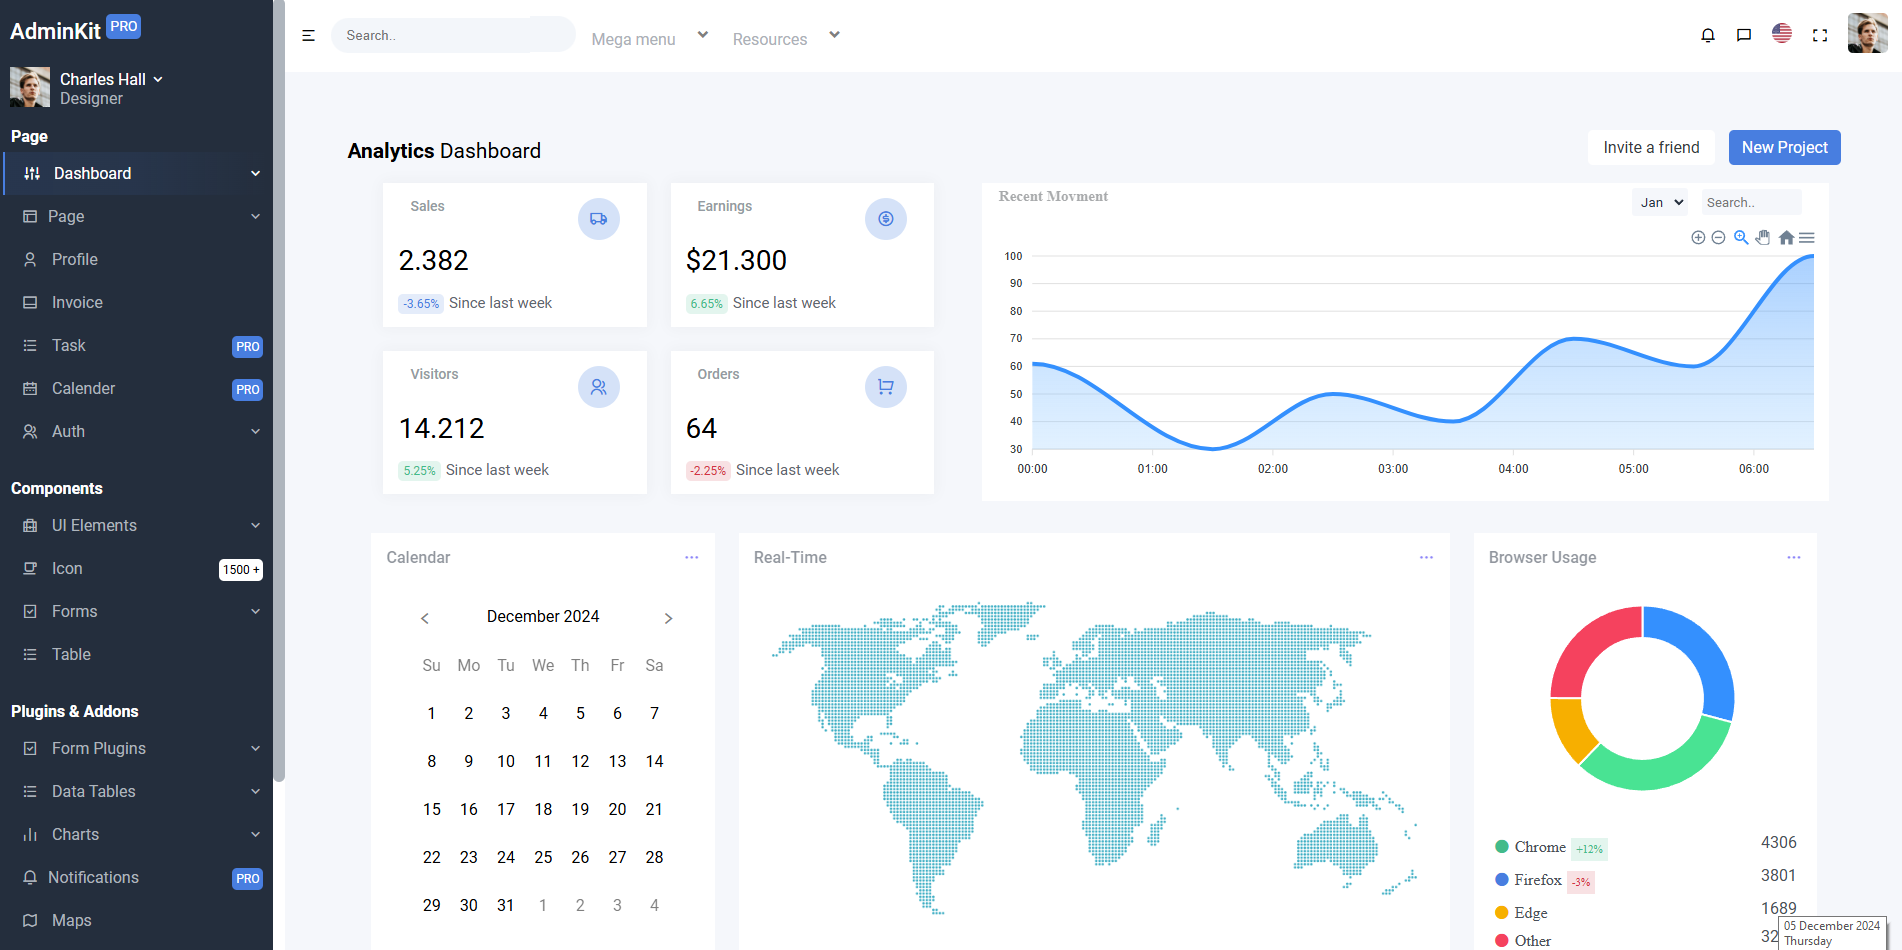 AdminKit PRO
Charles Hall
Designer
Page
Dashboard
Page
Profile
Invoice
Task PRO
Calender PRO
Auth
Components
UI Elements
Icon 1500 +
Forms
Table
Plugins & Addons
Form Plugins
Data Tables
Charts
Notifications PRO
Maps
Search.. Mega menu Resources
Analytics Dashboard
Invite a friend New Project
Sales
2.382
-3.65% Since last week
Earnings
$21.300
6.65% Since last week
Visitors
14.212
5.25% Since last week
Orders
64
-2.25% Since last week
Recent Movment
Jan Search..
100
90
80
70
60
50
40
30
00:00 01:00 02:00 03:00 04:00 05:00 06:00
Calendar
December 2024
Su Mo Tu We Th Fr Sa
1 2 3 4 5 6 7
8 9 10 11 12 13 14
15 16 17 18 19 20 21
22 23 24 25 26 27 28
29 30 31 1 2 3 4
Real-Time
Browser Usage
Chrome +12% 4306
Firefox -3% 3801
Edge 1689
Other
05 December 2024
Thursday